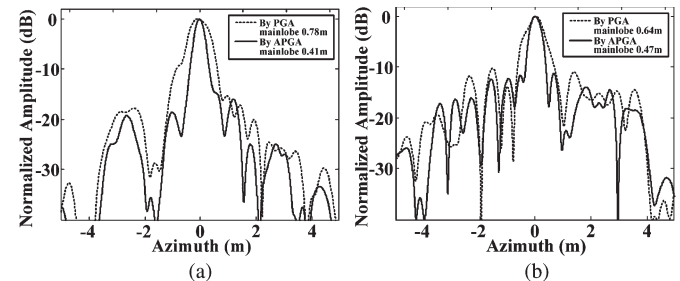 Normalized Amplitude (dB)
0
-10
-20
-30
By PGA
mainlobe 0.78m
By APGA
mainlobe 0.41m
-4
-2
0
2
4
Azimuth (m)
(a)
Normalized Amplitude (dB)
0
-10
-20
-30
By PGA
mainlobe 0.64m
By APGA
mainlobe 0.47m
-4
-2
0
2
4
Azimuth (m)
(b)